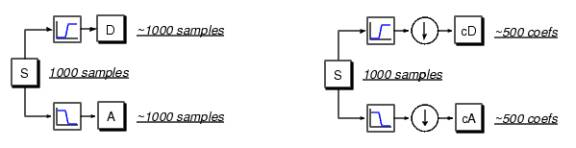 D ~1000 samples
S 1000 samples
A ~1000 samples
cD ~500 coefs
S 1000 samples
cA ~500 coefs